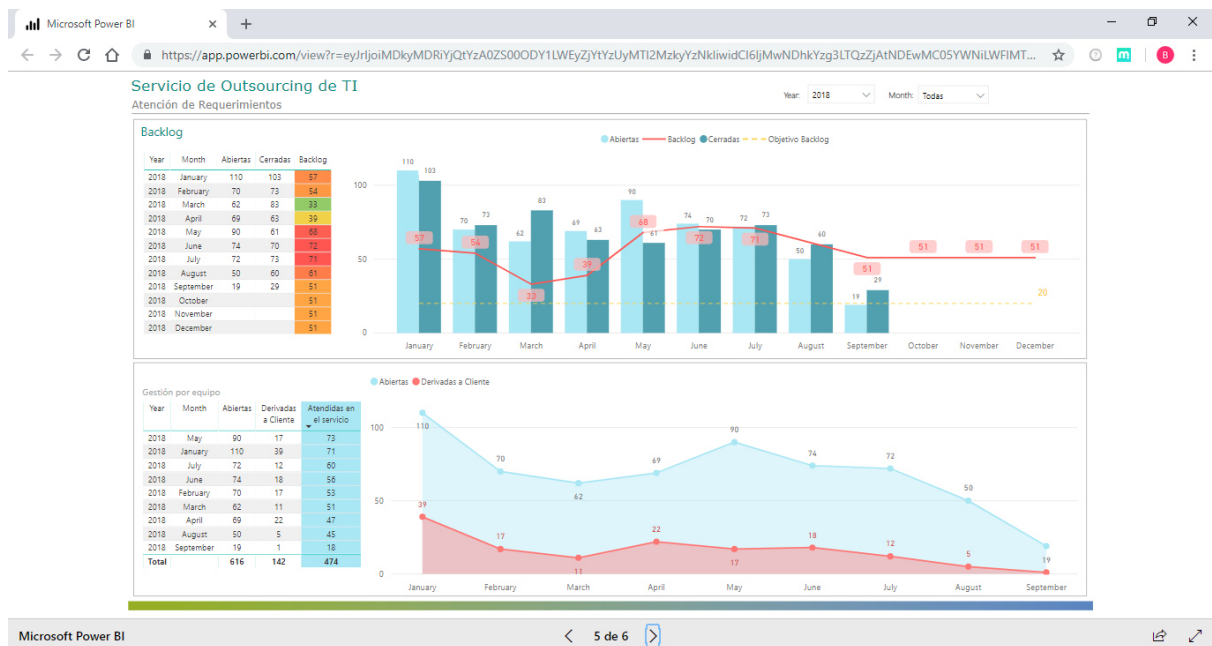 Microsoft Power BI
Servicio de Outsourcing de TI
Atención de Requerimientos
Year: 2018 Month: Todas
Backlog
Abiertas Backlog Cerradas Objetivo Backlog
Year Month Abiertas Cerradas Backlog
2018 January 110 103 57
2018 February 70 73 54
2018 March 62 83 33
2018 April 69 63 39
2018 May 90 61 68
2018 June 74 70 72
2018 July 72 73 71
2018 August 50 60 61
2018 September 19 29 51
2018 October 51
2018 November 51
2018 December 51
110 103
70 73
62 83
69 63
90 61
74 70
72 73
50 60
19 29
57 54 33 39 68 72 71 51 51 51 51
20
100
50
0
January February March April May June July August September October November December
Gestión por equipo
Abiertas Derivadas a Cliente
Year Month Abiertas Derivadas a Cliente Atendidas en el servicio
2018 May 90 17 73
2018 January 110 39 71
2018 July 72 12 60
2018 June 74 18 56
2018 February 70 17 53
2018 March 62 11 51
2018 April 69 22 47
2018 August 50 5 45
2018 September 19 1 18
Total 616 142 474
100
50
0
110 70 62 69 90 74 72 50 19
39 17 11 22 17 18 12 5
January February March April May June July August September
Microsoft Power BI
5 de 6